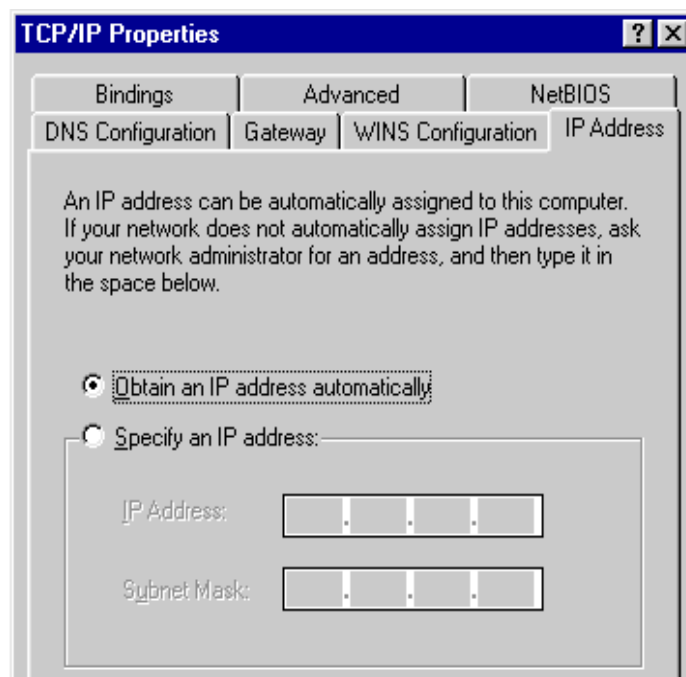 TCP/IP Properties
Bindings Advanced NetBIOS
DNS Configuration Gateway WINS Configuration IP Address
An IP address can be automatically assigned to this computer.
If your network does not automatically assign IP addresses, ask
your network administrator for an address, and then type it in
the space below.
Obtain an IP address automatically
Specify an IP address:
IP Address:
Subnet Mask: